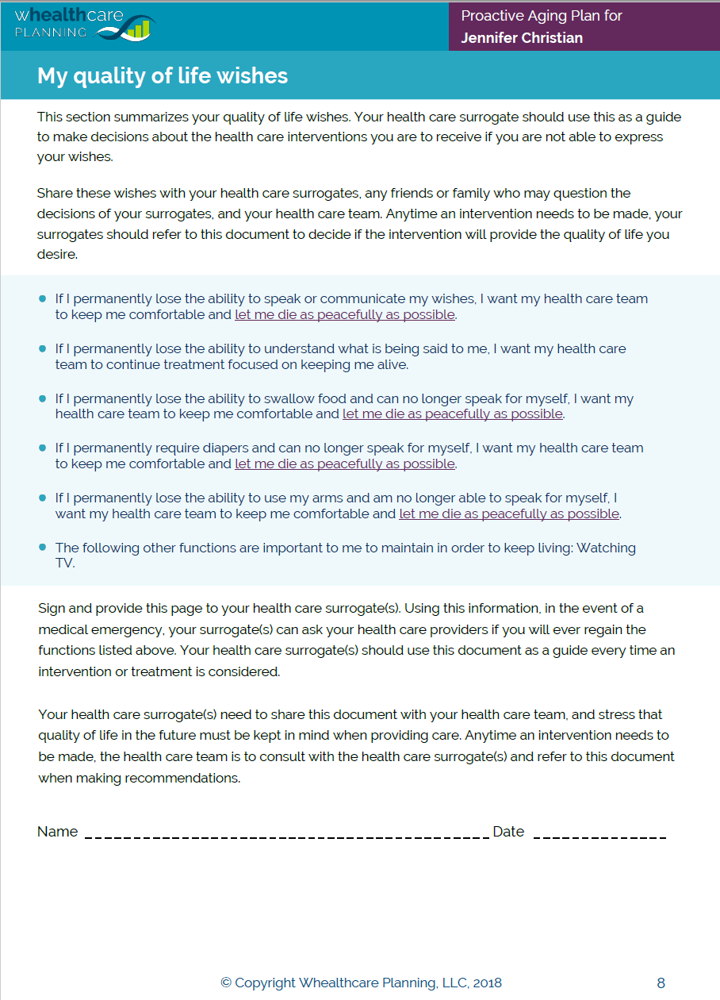 whealthcare
PLANNING
Proactive Aging Plan for
Jennifer Christian
My quality of life wishes
This section summarizes your quality of life wishes. Your health care surrogate should use this as a guide
to make decisions about the health care interventions you are to receive if you are not able to express
your wishes.
Share these wishes with your health care surrogates, any friends or family who may question the
decisions of your surrogates, and your health care team. Anytime an intervention needs to be made, your
surrogates should refer to this document to decide if the intervention will provide the quality of life you
desire.
• If I permanently lose the ability to speak or communicate my wishes, I want my health care team
to keep me comfortable and let me die as peacefully as possible.
• If I permanently lose the ability to understand what is being said to me, I want my health care
team to continue treatment focused on keeping me alive.
• If I permanently lose the ability to swallow food and can no longer speak for myself, I want my
health care team to keep me comfortable and let me die as peacefully as possible.
• If I permanently require diapers and can no longer speak for myself, I want my health care team
to keep me comfortable and let me die as peacefully as possible.
• If I permanently lose the ability to use my arms and am no longer able to speak for myself, I
want my health care team to keep me comfortable and let me die as peacefully as possible.
• The following other functions are important to me to maintain in order to keep living: Watching
TV.
Sign and provide this page to your health care surrogate(s). Using this information, in the event of a
medical emergency, your surrogate(s) can ask your health care providers if you will ever regain the
functions listed above. Your health care surrogate(s) should use this document as a guide every time an
intervention or treatment is considered.
Your health care surrogate(s) need to share this document with your health care team, and stress that
quality of life in the future must be kept in mind when providing care. Anytime an intervention needs to
be made, the health care team is to consult with the health care surrogate(s) and refer to this document
when making recommendations.
Name Date
© Copyright Whealthcare Planning, LLC, 2018 8